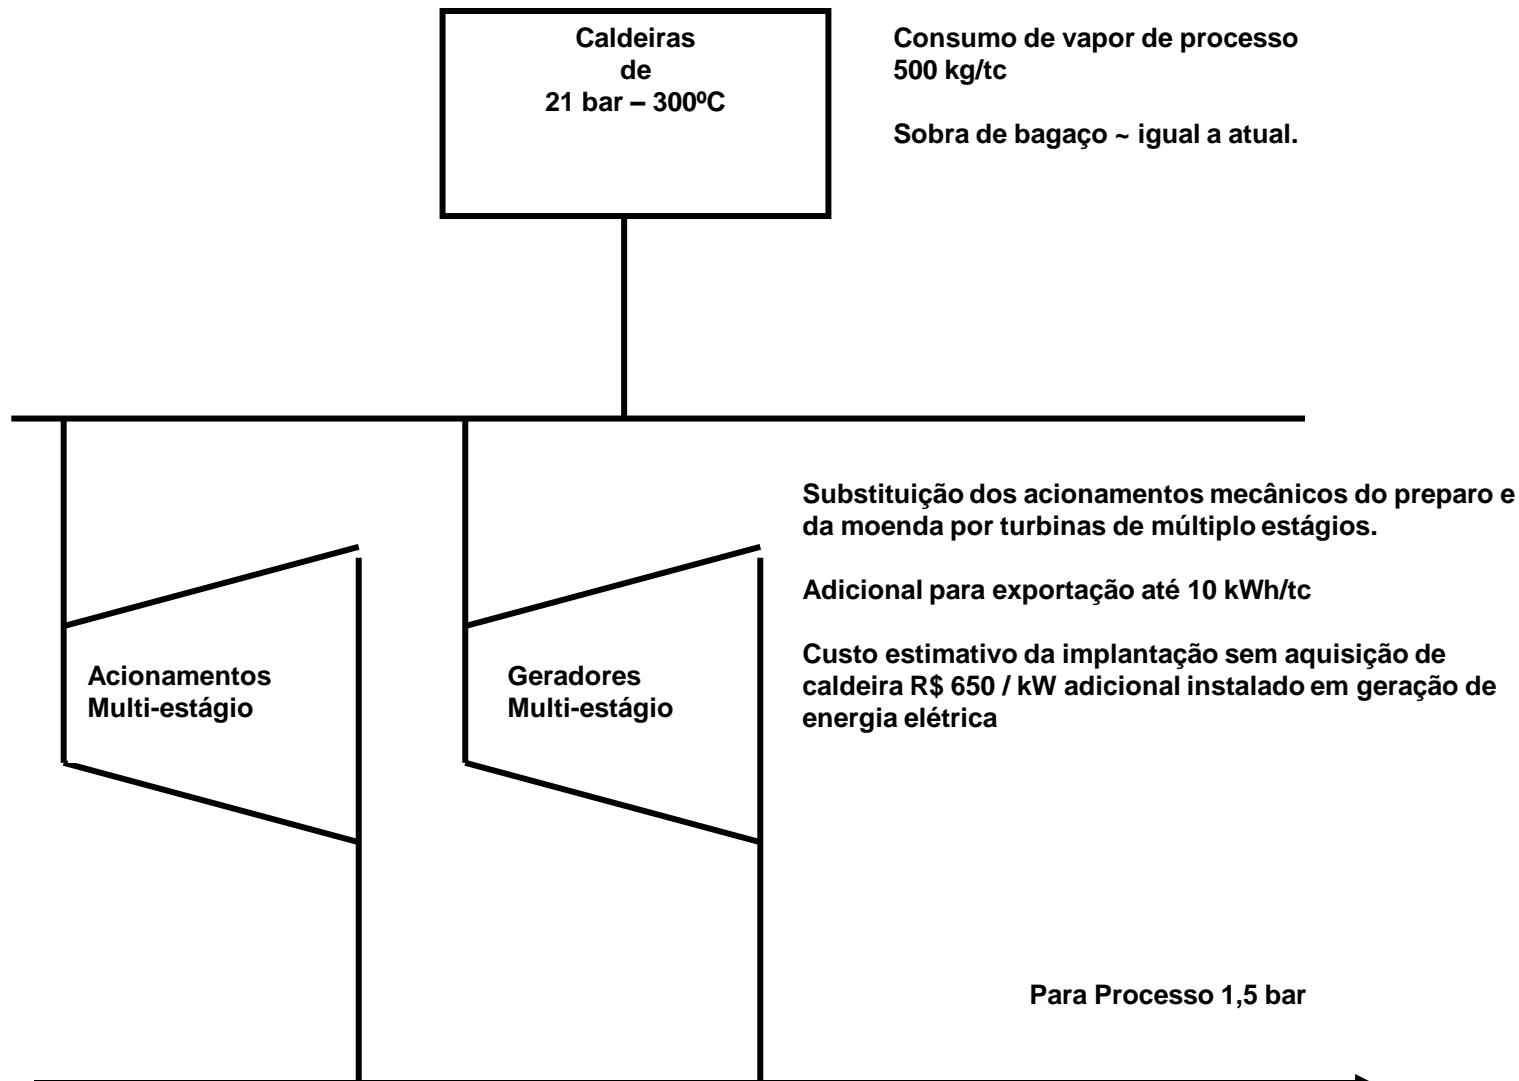 Caldeiras
de
21 bar – 300ºC
Consumo de vapor de processo
500 kg/tc
Sobra de bagaço ~ igual a atual.
Substituição dos acionamentos mecânicos do preparo e
da moenda por turbinas de múltiplo estágios.
Adicional para exportação até 10 kWh/tc
Custo estimativo da implantação sem aquisição de
caldeira R$ 650 / kW adicional instalado em geração de
energia elétrica
Acionamentos
Multi-estágio
Geradores
Multi-estágio
Para Processo 1,5 bar